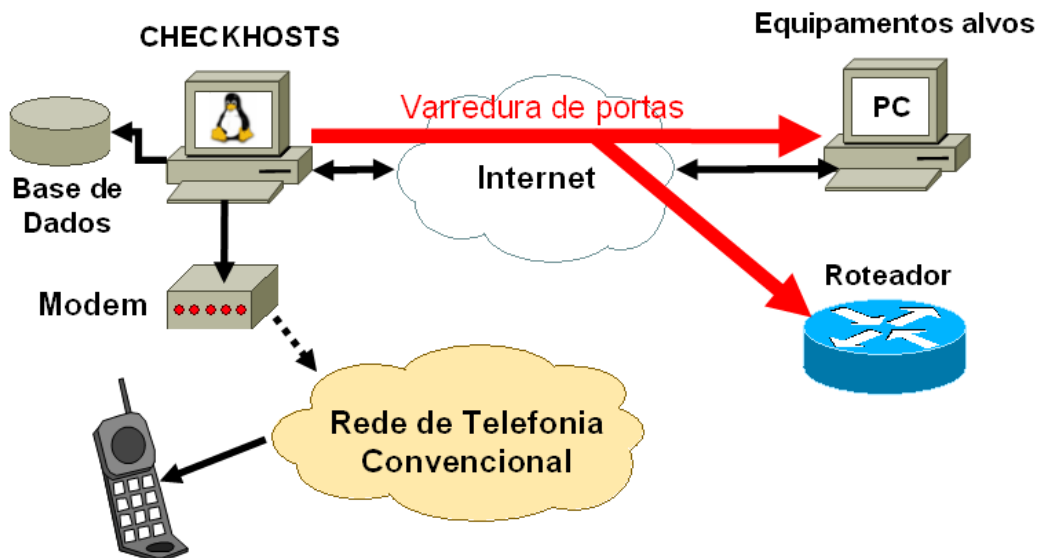 CHECKHOSTS
Equipamentos alvos
Varredura de portas
PC
Internet
Base de
Dados
Modem
Roteador
Rede de Telefonia
Convencional